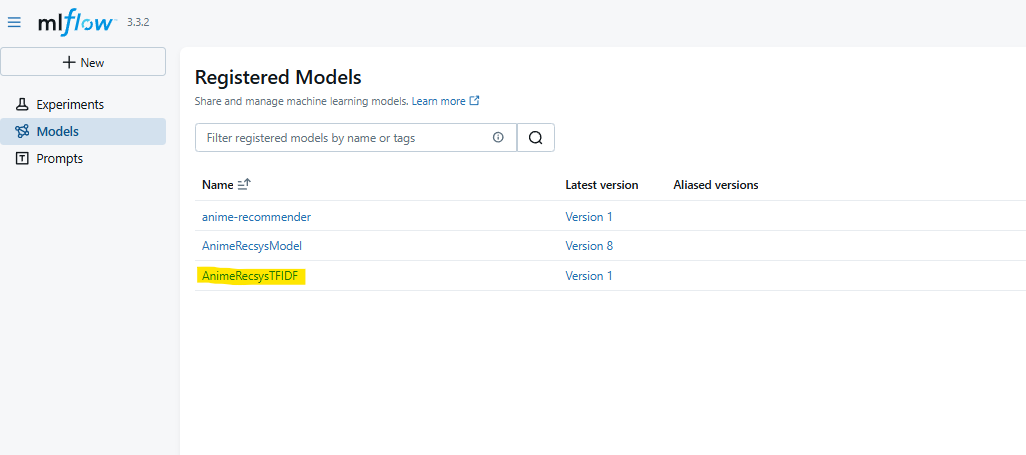 mlflow 3.3.2
+ New
Experiments
Models
Prompts
Registered Models
Share and manage machine learning models. Learn more
Filter registered models by name or tags
Name Latest version Aliased versions
anime-recommender Version 1
AnimeRecsysModel Version 8
AnimeRecsysTFIDF Version 1